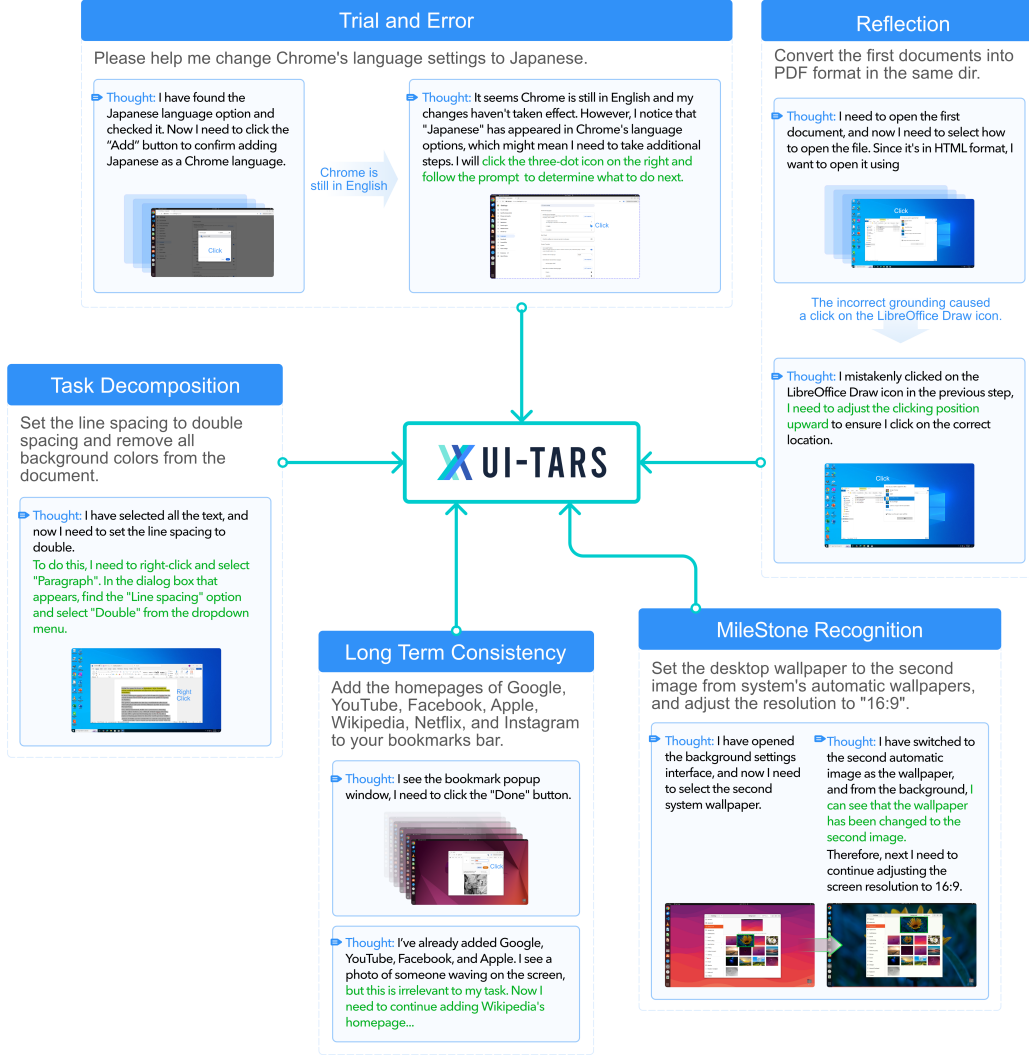 Trial and Error
Please help me change Chrome's language settings to Japanese.
Thought: I have found the
Japanese language option and
checked it. Now I need to click the
“Add” button to confirm adding
Japanese as a Chrome language.
Click
Chrome is
still in English
Thought: It seems Chrome is still in English and my
changes haven't taken effect. However, I notice that
"Japanese" has appeared in Chrome's language
options, which might mean I need to take additional
steps. I will click the three-dot icon on the right and
follow the prompt to determine what to do next.
Click
Reflection
Convert the first documents into
PDF format in the same dir.
Thought: I need to open the first
document, and now I need to select how
to open the file. Since it's in HTML format, I
want to open it using
Click
The incorrect grounding caused
a click on the LibreOffice Draw icon.
Thought: I mistakenly clicked on the
LibreOffice Draw icon in the previous step,
I need to adjust the clicking position
upward to ensure I click on the correct
location.
Click
Task Decomposition
Set the line spacing to double
spacing and remove all
background colors from the
document.
Thought: I have selected all the text, and
now I need to set the line spacing to
double.
To do this, I need to right-click and select
"Paragraph". In the dialog box that
appears, find the "Line spacing" option
and select "Double" from the dropdown
menu.
Right
Click
UI-TARS
Long Term Consistency
Add the homepages of Google,
YouTube, Facebook, Apple,
Wikipedia, Netflix, and Instagram
to your bookmarks bar.
Thought: I see the bookmark popup
window, I need to click the "Done" button.
Click
Thought: I've already added Google,
YouTube, Facebook, and Apple. I see a
photo of someone waving on the screen,
but this is irrelevant to my task. Now I
need to continue adding Wikipedia's
homepage...
MileStone Recognition
Set the desktop wallpaper to the second
image from system's automatic wallpapers,
and adjust the resolution to "16:9".
Thought: I have opened
the background settings
interface, and now I need
to select the second
system wallpaper.
Thought: I have switched to
the second automatic
image as the wallpaper,
and from the background, I
can see that the wallpaper
has been changed to the
second image.
Therefore, next I need to
continue adjusting the
screen resolution to 16:9.